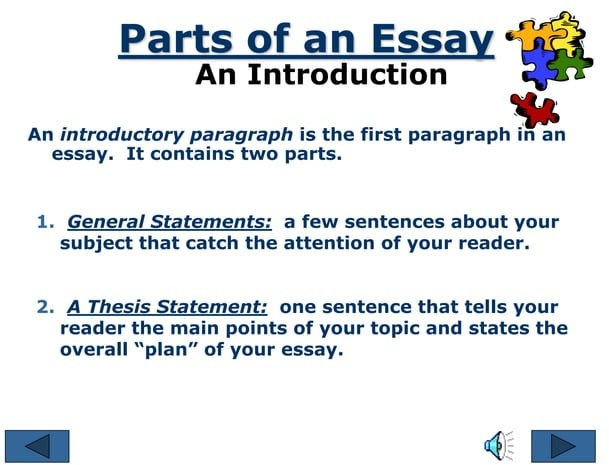 Parts of an Essay
An Introduction
An introductory paragraph is the first paragraph in an
essay. It contains two parts.
1. General Statements: a few sentences about your
subject that catch the attention of your reader.
2. A Thesis Statement: one sentence that tells your
reader the main points of your topic and states the
overall “plan” of your essay.